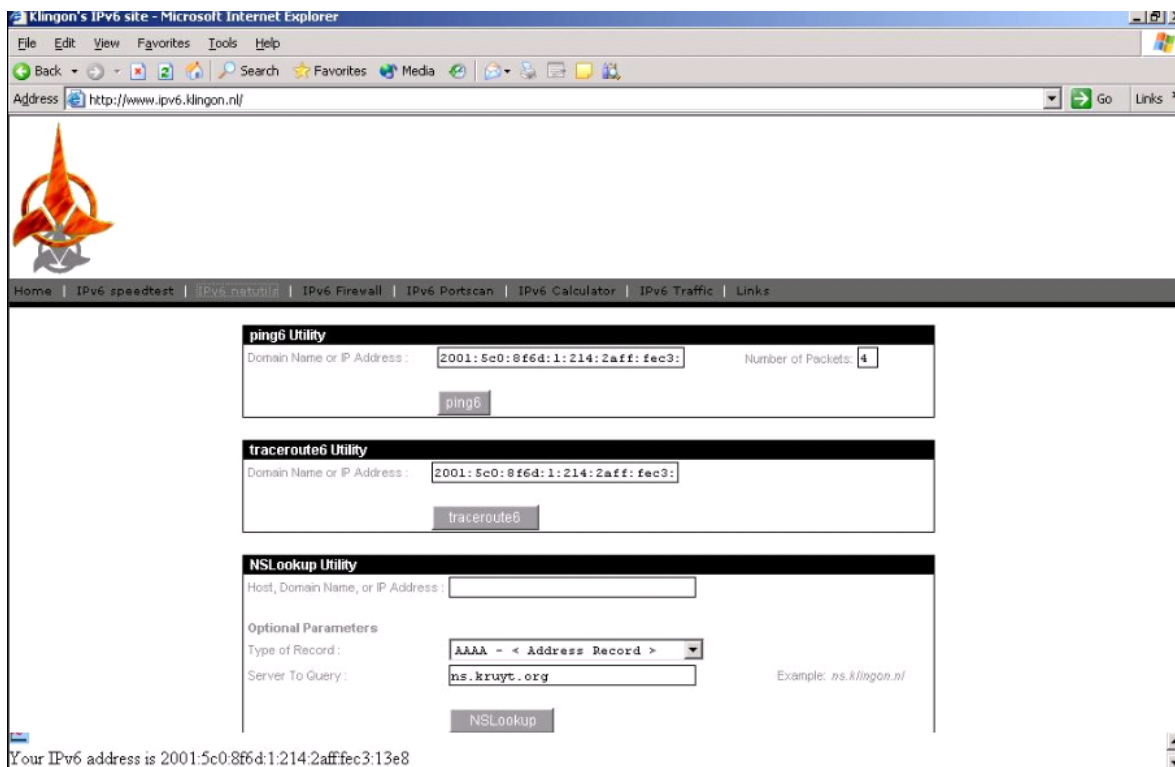 Klingon's IPv6 site - Microsoft Internet Explorer
File Edit View Favorites Tools Help
Back Search Favorites Media
Address http://www.ipv6.klingon.nl/ Go Links
Home | IPv6 speedtest | IPv6 netutils | IPv6 Firewall | IPv6 Portscan | IPv6 Calculator | IPv6 Traffic | Links
ping6 Utility
Domain Name or IP Address : 2001:5c0:8f6d:1:214:2aff:fec3: Number of Packets: 4
ping6
traceroute6 Utility
Domain Name or IP Address : 2001:5c0:8f6d:1:214:2aff:fec3:
traceroute6
NSLookup Utility
Host, Domain Name, or IP Address :
Optional Parameters
Type of Record : AAAA - < Address Record >
Server To Query : ns.kruyt.org Example: ns.klingon.nl
NSLookup
Your IPv6 address is 2001:5c0:8f6d:1:214:2aff:fec3:13e8